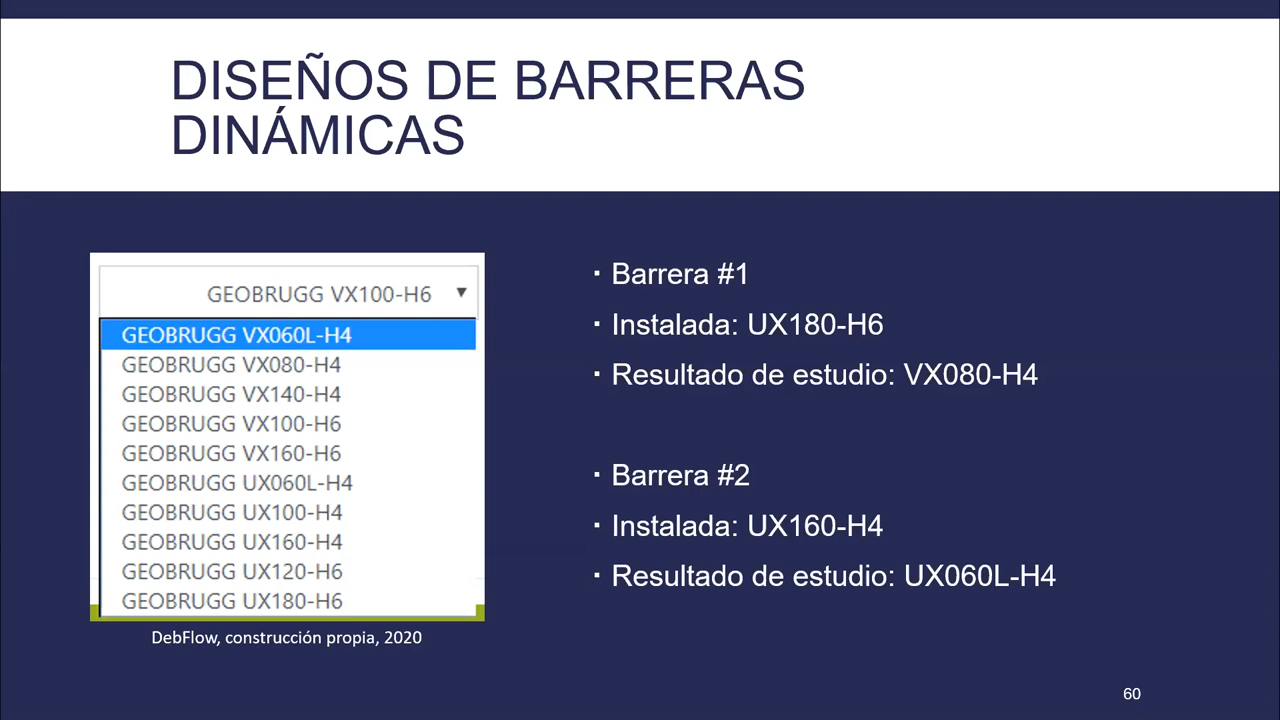 DISEÑOS DE BARRERAS
DINÁMICAS
GEOBRUGG VX100-H6
GEOBRUGG VX060L-H4
GEOBRUGG VX080-H4
GEOBRUGG VX140-H4
GEOBRUGG VX100-H6
GEOBRUGG VX160-H6
GEOBRUGG UX060L-H4
GEOBRUGG UX100-H4
GEOBRUGG UX160-H4
GEOBRUGG UX120-H6
GEOBRUGG UX180-H6
DebFlow, construcción propia, 2020
▪ Barrera #1
▪ Instalada: UX180-H6
▪ Resultado de estudio: VX080-H4
▪ Barrera #2
▪ Instalada: UX160-H4
▪ Resultado de estudio: UX060L-H4
60